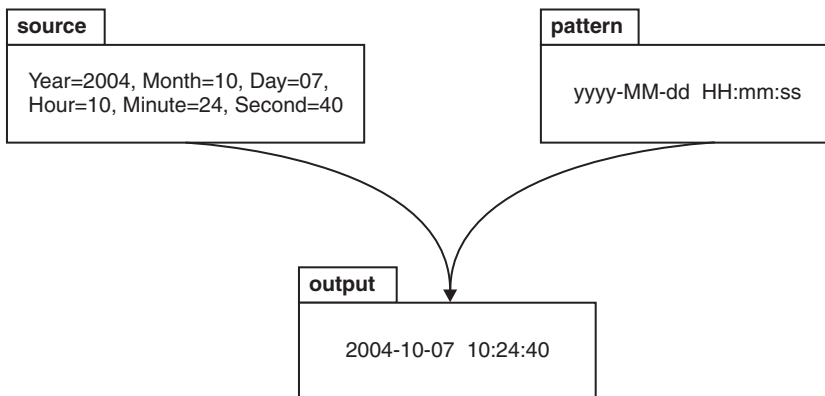 source
Year=2004, Month=10, Day=07,
Hour=10, Minute=24, Second=40
pattern
yyyy-MM-dd  HH:mm:ss
output
2004-10-07  10:24:40